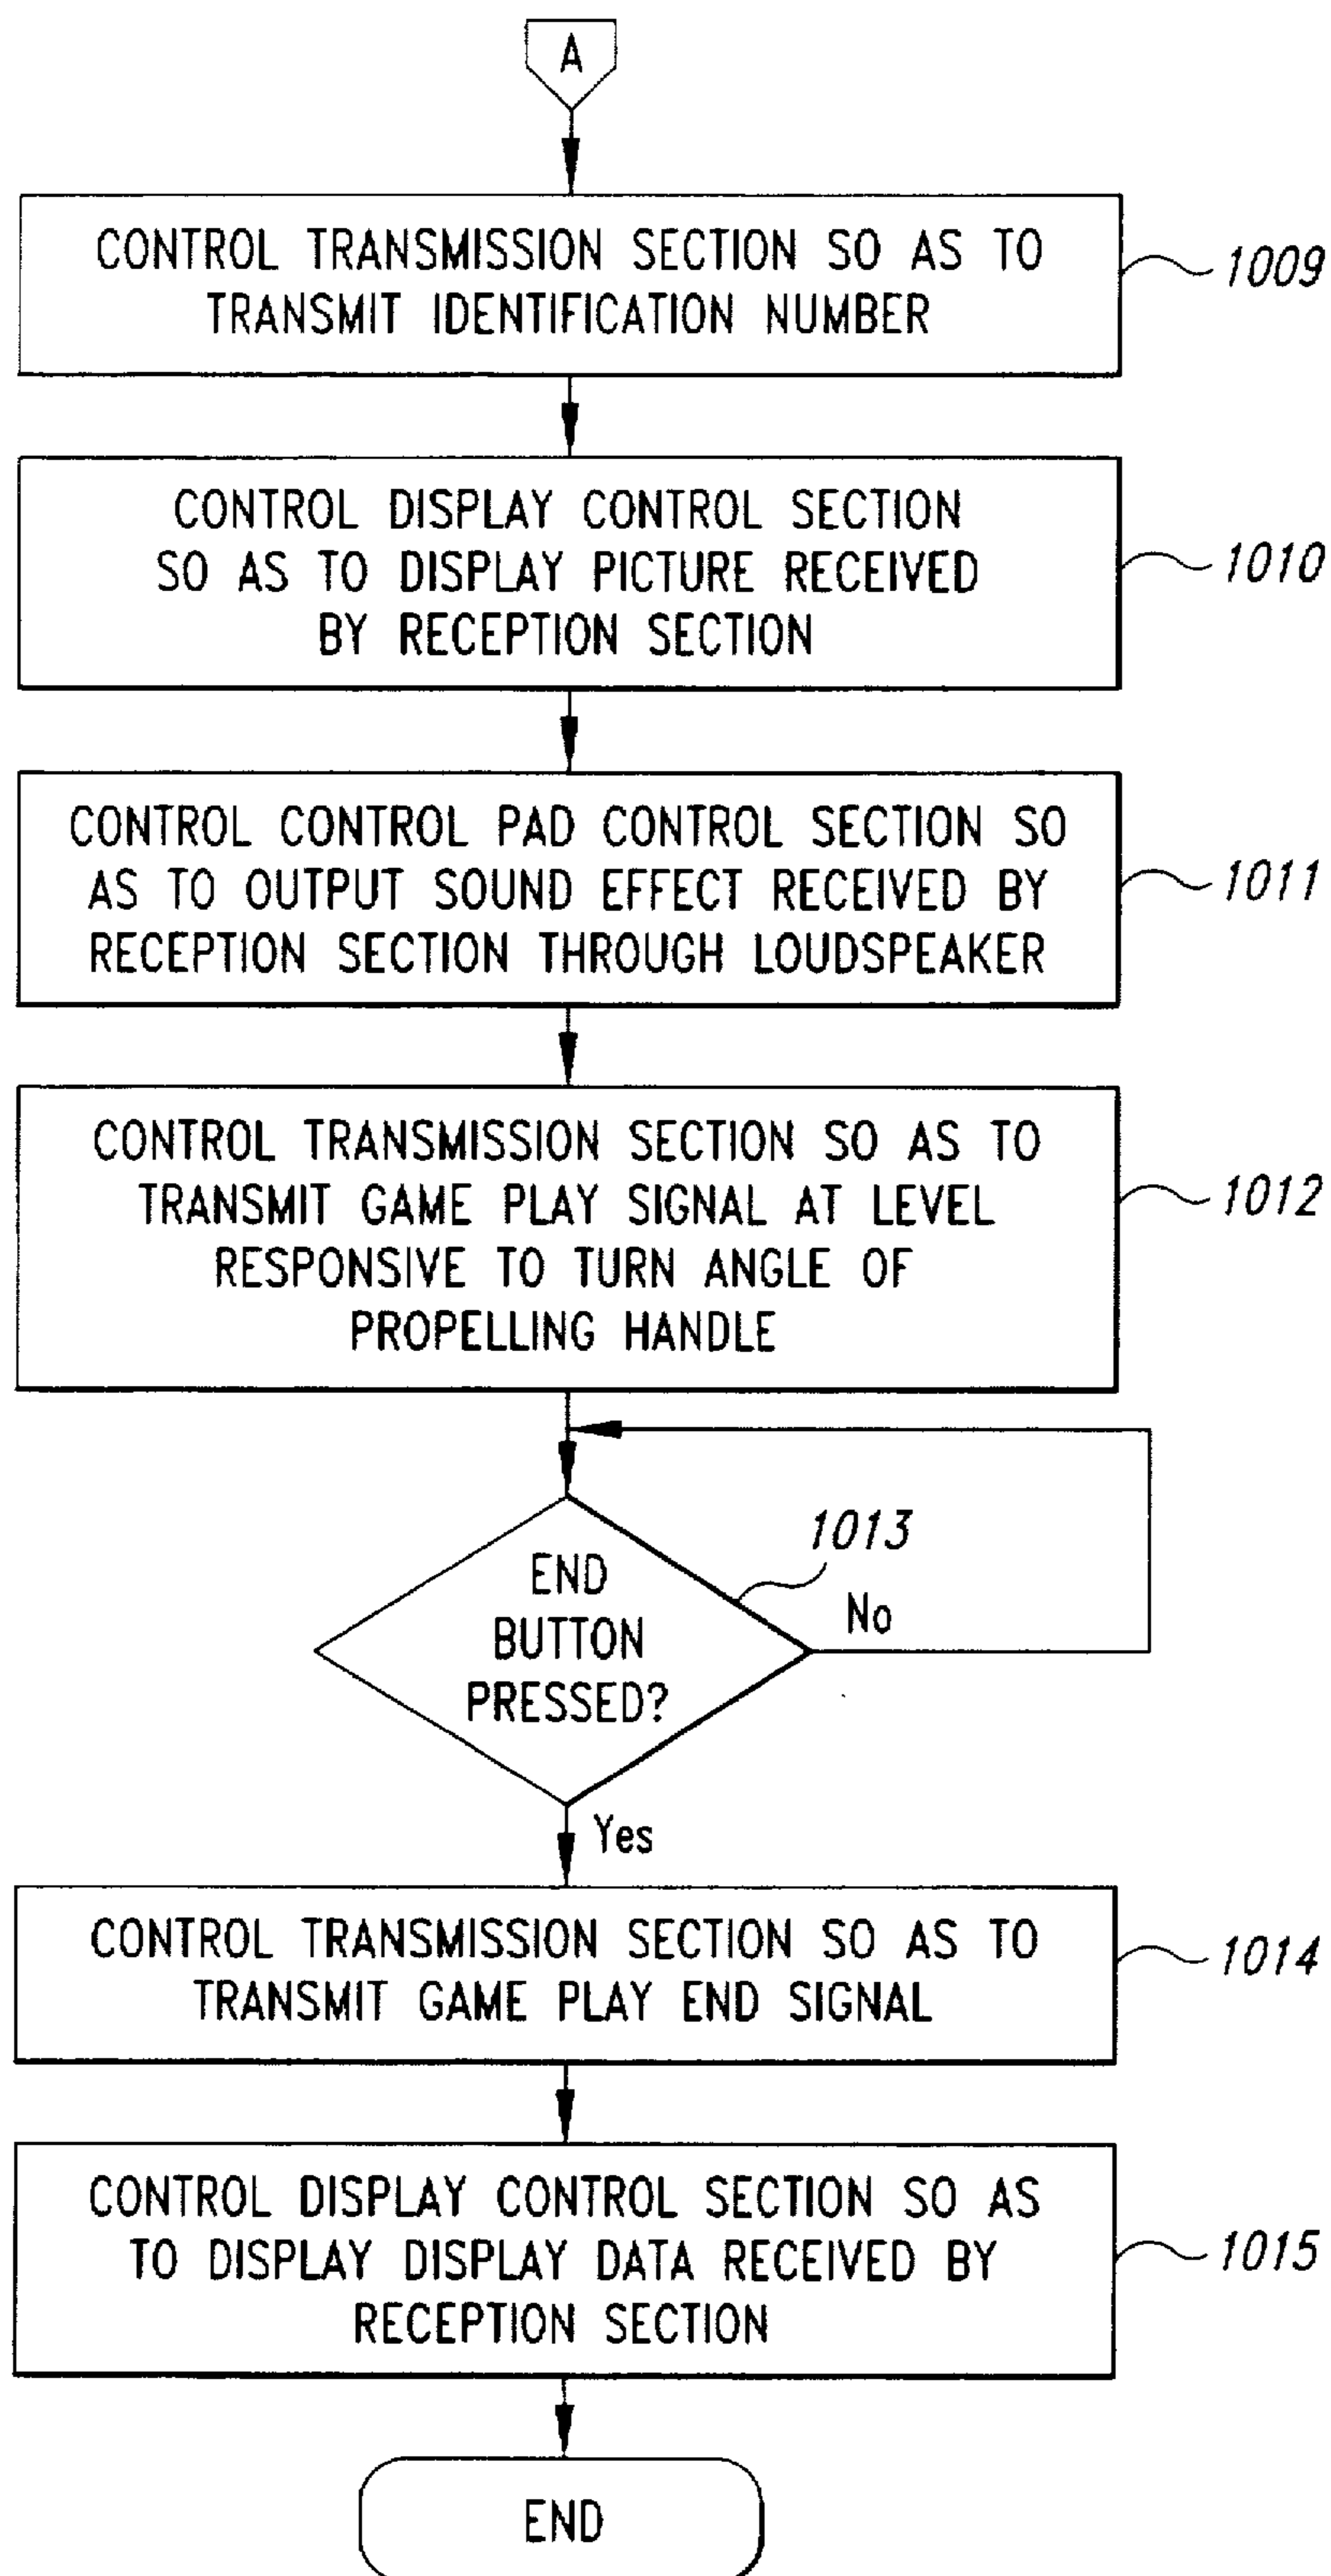 A
CONTROL TRANSMISSION SECTION SO AS TO
TRANSMIT IDENTIFICATION NUMBER
1009
CONTROL DISPLAY CONTROL SECTION
SO AS TO DISPLAY PICTURE RECEIVED
BY RECEPTION SECTION
1010
CONTROL CONTROL PAD CONTROL SECTION SO
AS TO OUTPUT SOUND EFFECT RECEIVED BY
RECEPTION SECTION THROUGH LOUDSPEAKER
1011
CONTROL TRANSMISSION SECTION SO AS TO
TRANSMIT GAME PLAY SIGNAL AT LEVEL
RESPONSIVE TO TURN ANGLE OF
PROPELLING HANDLE
1012
END
BUTTON
PRESSED?
1013
No
Yes
CONTROL TRANSMISSION SECTION SO AS TO
TRANSMIT GAME PLAY END SIGNAL
1014
CONTROL DISPLAY CONTROL SECTION SO AS
TO DISPLAY DISPLAY DATA RECEIVED BY
RECEPTION SECTION
1015
END